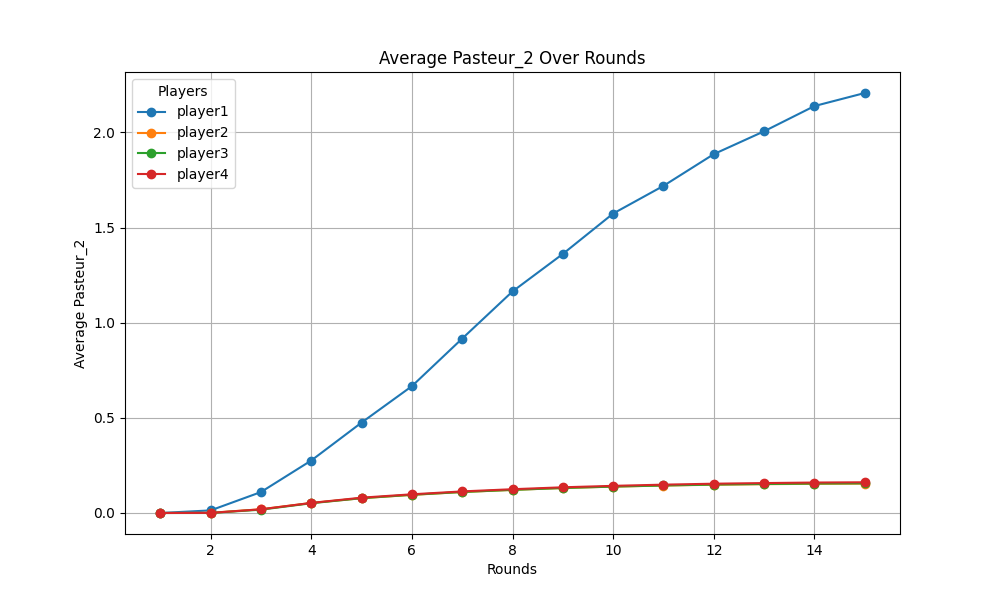 Average Pasteur_2 Over Rounds
Players
player1
player2
player3
player4
Average Pasteur_2
2.0
1.5
1.0
0.5
0.0
2 4 6 8 10 12 14
Rounds